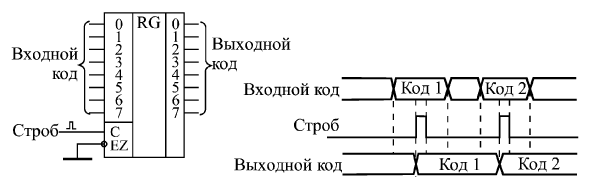 Входной код
0
1
2
3
4
5
6
7
RG
0
1
2
3
4
5
6
7
Выходной
код
Строб
C
EZ
Входной код
Код 1
Код 2
Строб
Выходной код
Код 1
Код 2